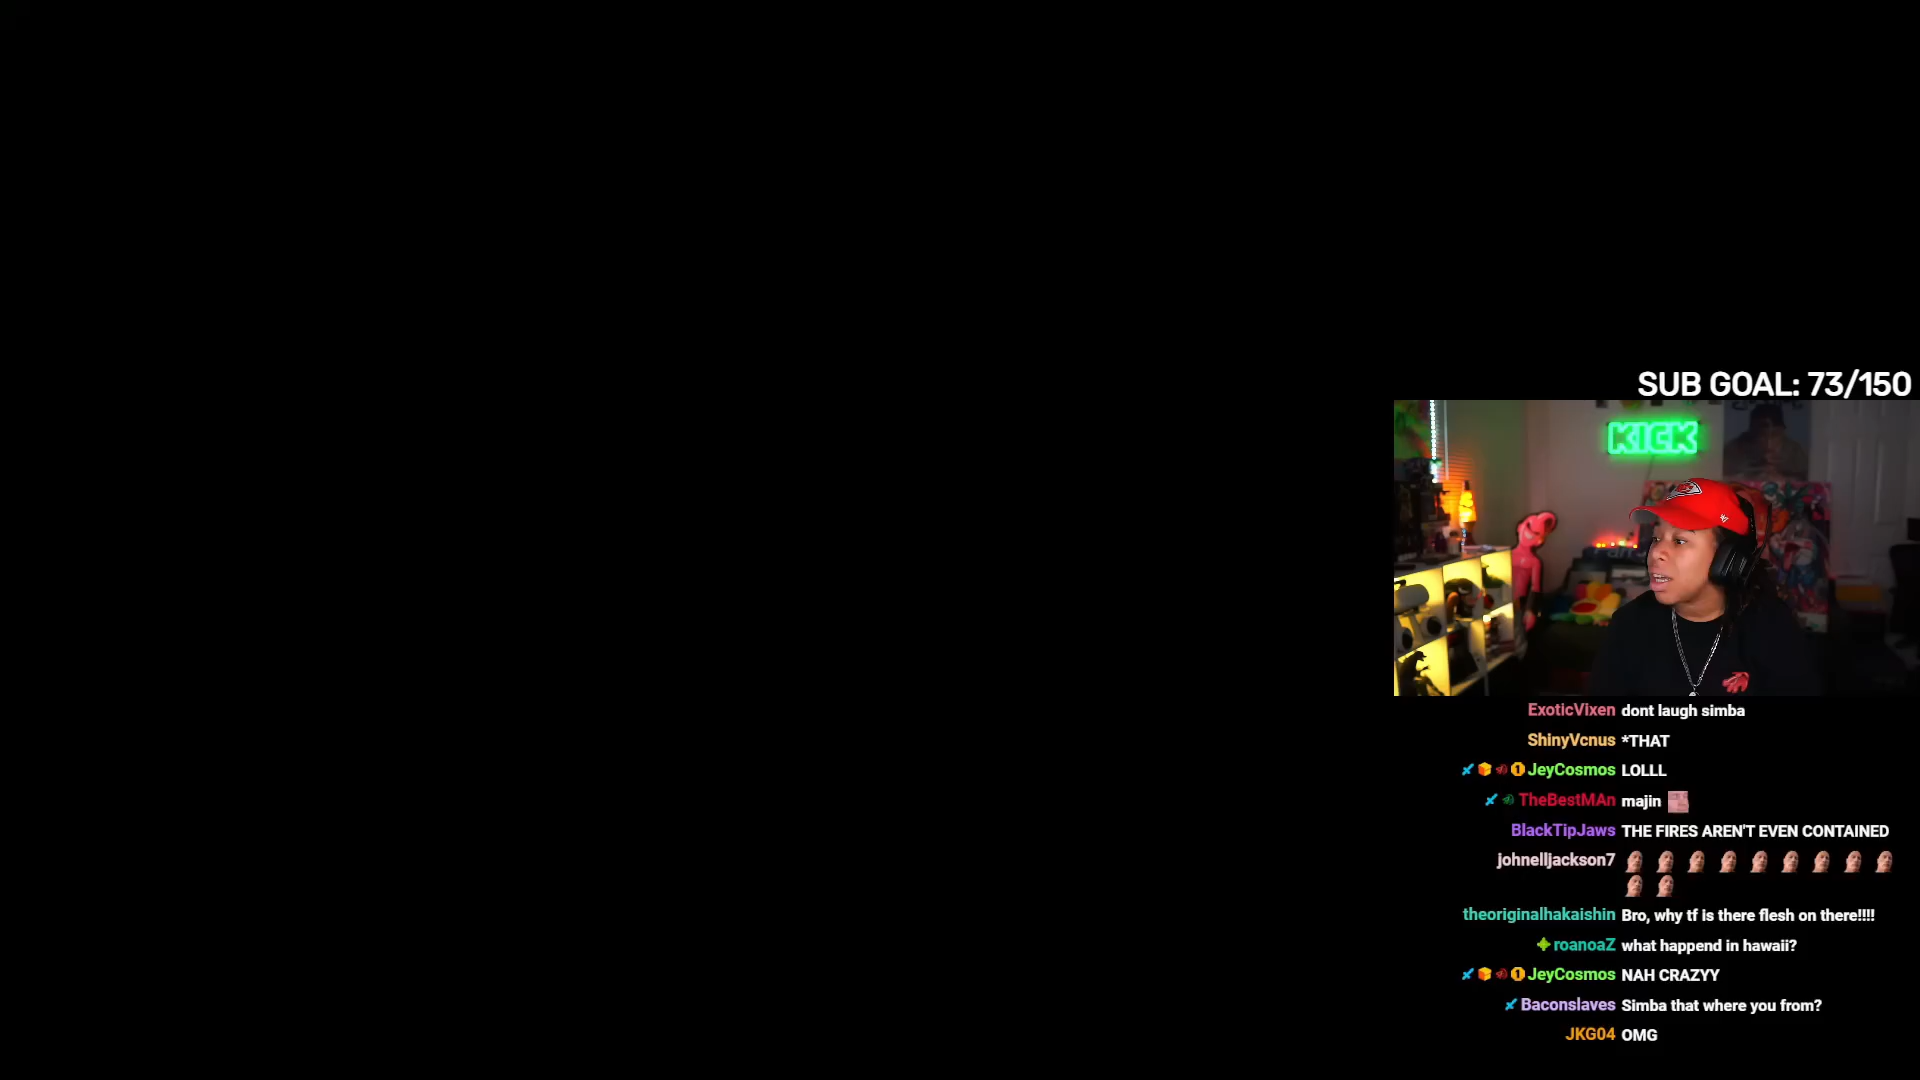 SUB GOAL: 73/150
KICK
ExoticVixen dont laugh simba
ShinyVcnus *THAT
JeyCosmos LOLLL
TheBestMAn majin
BlackTipJaws THE FIRES AREN'T EVEN CONTAINED
johnelljackson7
theoriginalhakaishin Bro, why tf is there flesh on there!!!!
roanoaZ what happend in hawaii?
JeyCosmos NAH CRAZYY
Baconslaves Simba that where you from?
JKG04 OMG